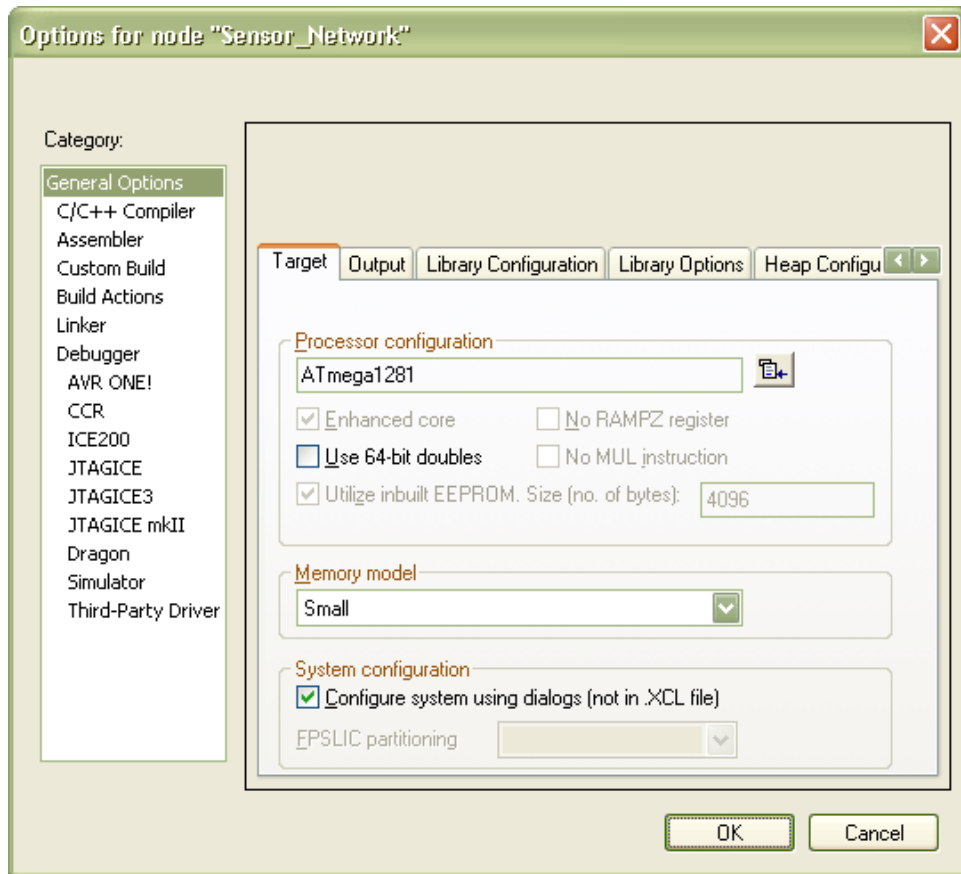 Options for node "Sensor_Network"
Category:
General Options
C/C++ Compiler
Assembler
Custom Build
Build Actions
Linker
Debugger
AVR ONE!
CCR
ICE200
JTAGICE
JTAGICE3
JTAGICE mkII
Dragon
Simulator
Third-Party Driver
Target Output Library Configuration Library Options Heap Configu
Processor configuration
ATmega1281
Enhanced core No RAMPZ register
Use 64-bit doubles No MUL instruction
Utilize inbuilt EEPROM. Size (no. of bytes): 4096
Memory model
Small
System configuration
Configure system using dialogs (not in .XCL file)
FPSLIC partitioning
OK Cancel